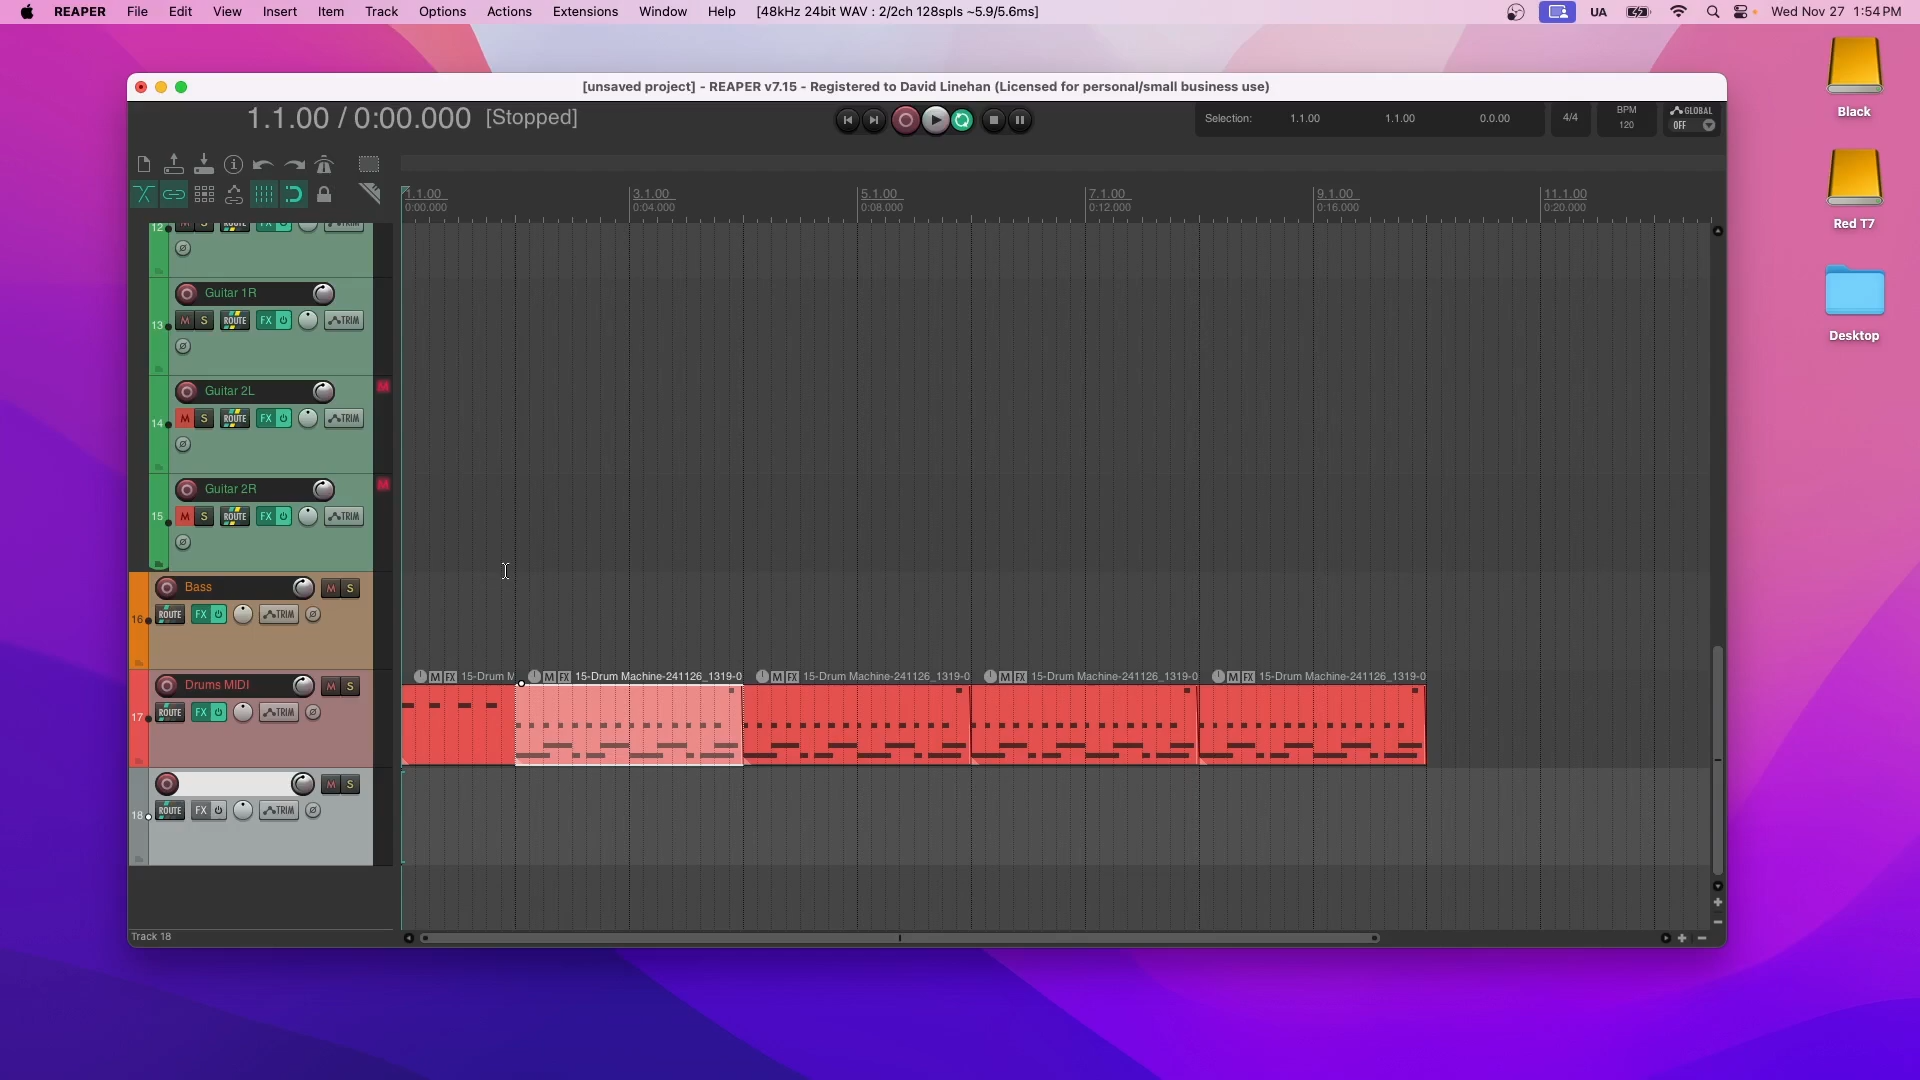 REAPER File Edit View Insert Item Track Options Actions Extensions Window Help [48kHz 24bit WAV : 2/2ch 128spls ~5.9/5.6ms] UA Wed Nov 27 1:54 PM
[unsaved project] - REAPER v7.15 - Registered to David Linehan (Licensed for personal/small business use)
1.1.00 / 0:00.000 [Stopped]
Selection: 1.1.00 1.1.00 0.0.00 4/4 BPM 120 GLOBAL OFF
Black
1.1.00 3.1.00 5.1.00 7.1.00 9.1.00 11.1.00
0:00.000 0:04.000 0:08.000 0:12.000 0:16.000 0:20.000
Red T7
Desktop
12 M S ROUTE FX TRIM
Guitar 1R
13 M S ROUTE FX TRIM
Guitar 2L M
14 M S ROUTE FX TRIM
Guitar 2R M
15 M S ROUTE FX TRIM
Bass M S
16 ROUTE FX TRIM
M FX 15-Drum M M FX 15-Drum Machine-241126_1319-0 M FX 15-Drum Machine-241126_1319-0 M FX 15-Drum Machine-241126_1319-0 M FX 15-Drum Machine-241126_1319-0
Drums MIDI M S
17 ROUTE FX TRIM
M S
18 ROUTE FX TRIM
Track 18